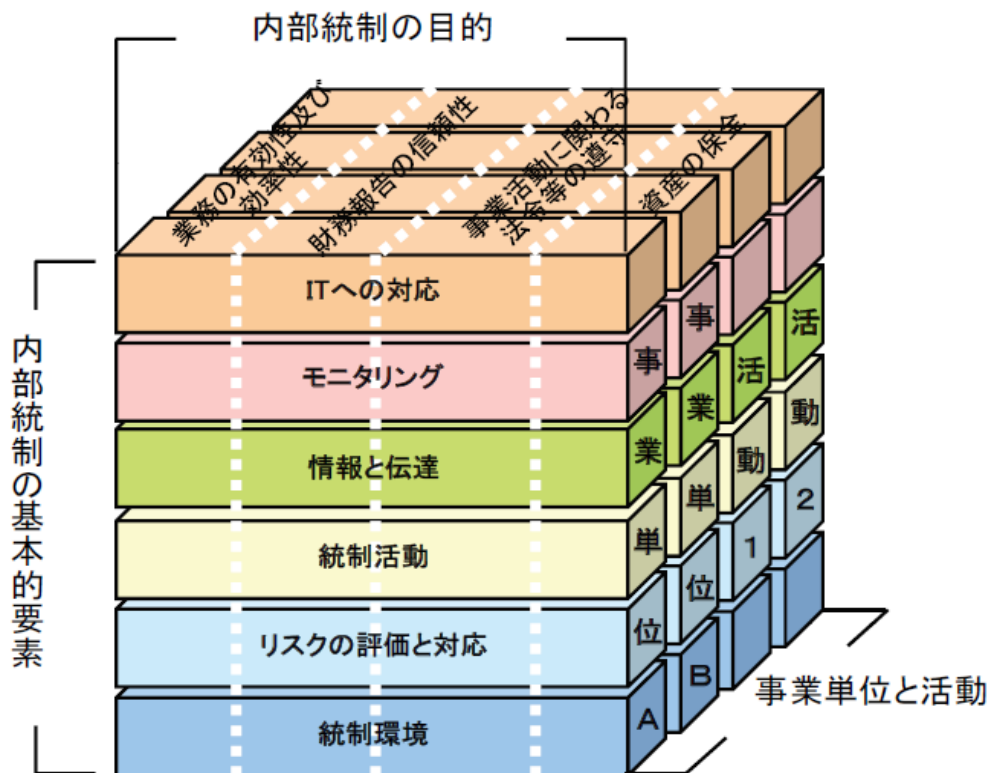 内部統制の目的
業務の有効性及び
効率性
財務報告の信頼性
事業活動に関わる
法令等の遵守
資産の保全
内部統制の基本的要素
ITへの対応
モニタリング
情報と伝達
統制活動
リスクの評価と対応
統制環境
事業単位A
事業単位B
活動1
活動2
事業単位と活動